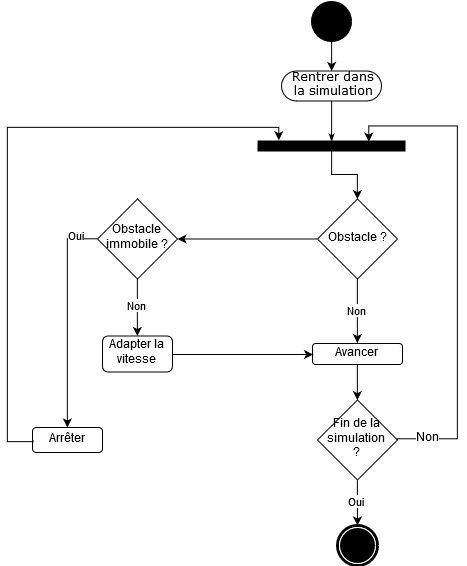 Rentrer dans
la simulation
Obstacle
immobile ?
Obstacle ?
Oui
Non
Non
Adapter la
vitesse
Avancer
Arrêter
Fin de la
simulation
?
Non
Oui